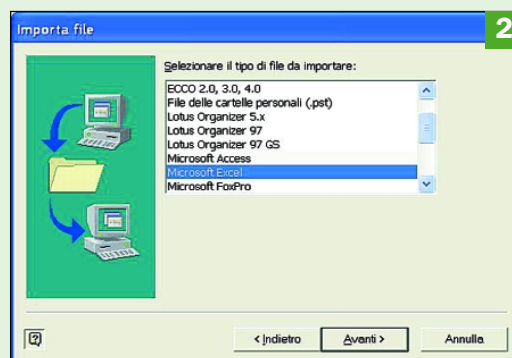 Importa file
2
Selezionare il tipo di file da importare:
ECCO 2.0, 3.0, 4.0
File delle cartelle personali (.pst)
Lotus Organizer 5.x
Lotus Organizer 97
Lotus Organizer 97 GS
Microsoft Access
Microsoft Excel
Microsoft FoxPro
?
< Indietro
Avanti >
Annulla